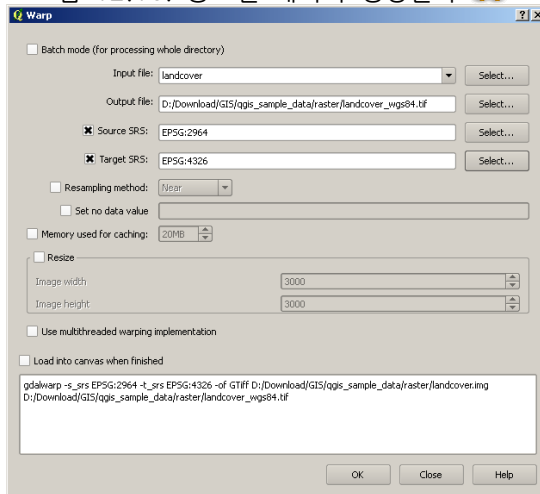 Warp
Batch mode (for processing whole directory)
Input file: landcover Select...
Output file: D:/Download/GIS/qgis_sample_data/raster/landcover_wgs84.tif Select...
Source SRS: EPSG:2964 Select...
Target SRS: EPSG:4326 Select...
Resampling method: Near
Set no data value
Memory used for caching: 20MB
Resize
Image width 3000
Image height 3000
Use multithreaded warping implementation
Load into canvas when finished
gdalwarp -s_srs EPSG:2964 -t_srs EPSG:4326 -of GTiff D:/Download/GIS/qgis_sample_data/raster/landcover.img
D:/Download/GIS/qgis_sample_data/raster/landcover_wgs84.tif
OK Close Help